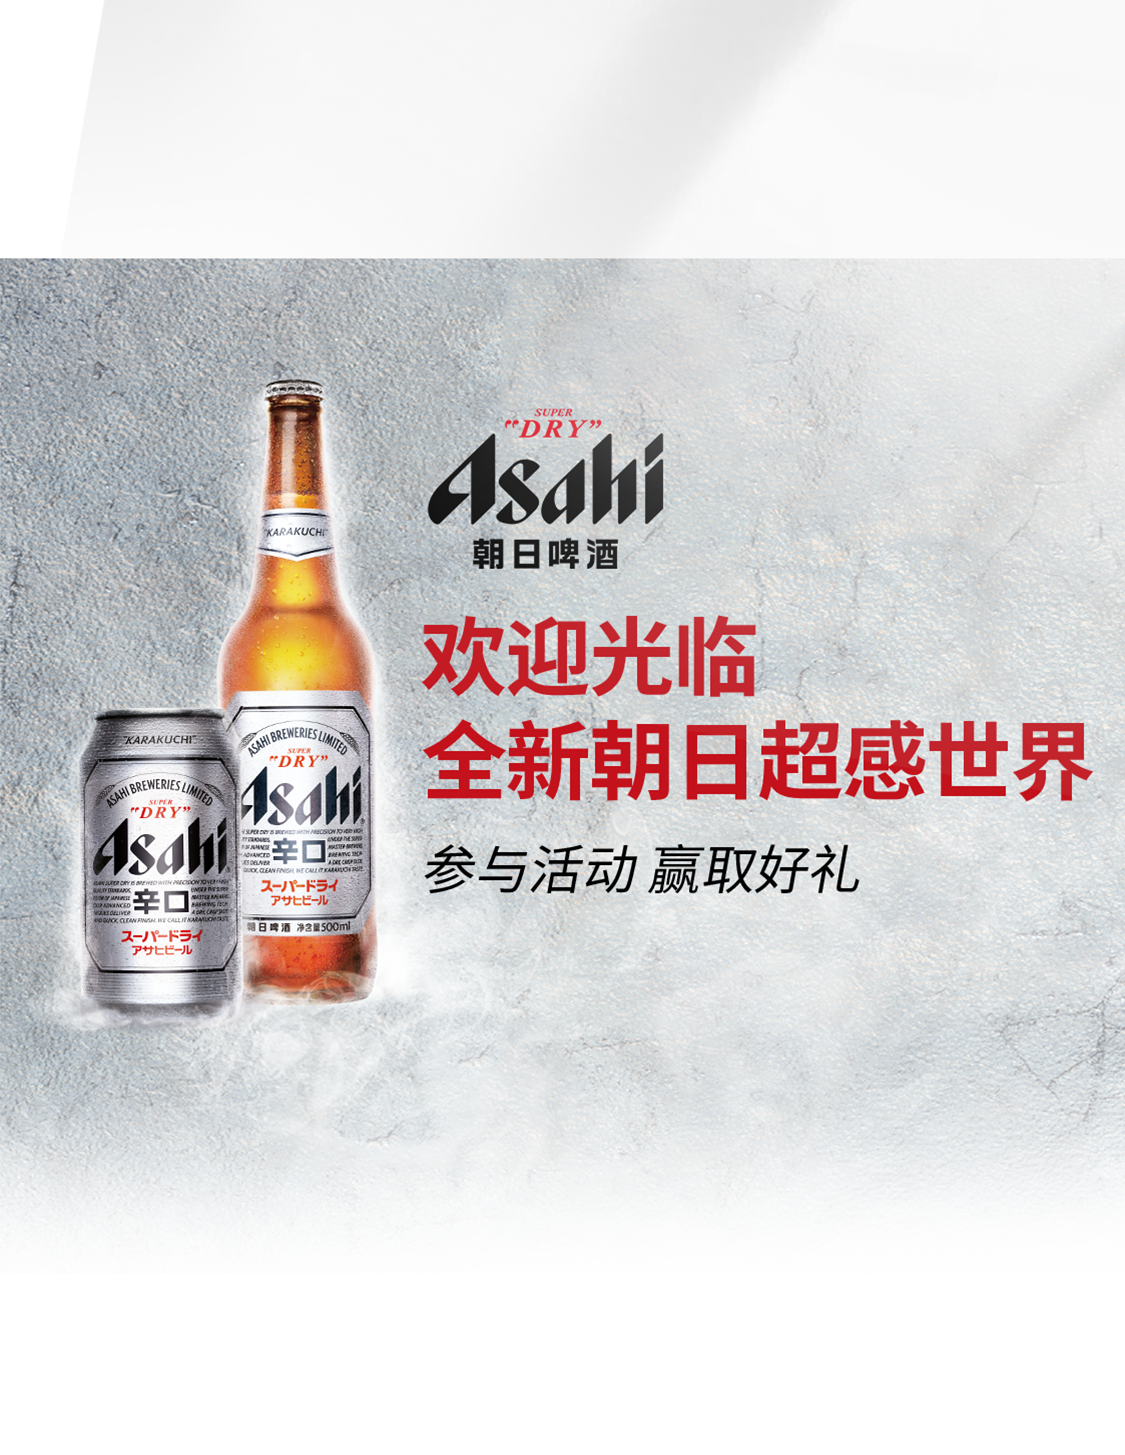 SUPER
"DRY"
Asahi
朝日啤酒
欢迎光临
全新朝日超感世界
参与活动 赢取好礼
"KARAKUCHI"
ASAHI BREWERIES LIMITED
SUPER
"DRY"
Asahi
辛口
スーパードライ
アサヒビール
朝日啤酒 净含量500ml
"KARAKUCHI"
ASAHI BREWERIES LIMITED
SUPER
"DRY"
Asahi
辛口
スーパードライ
アサヒビール